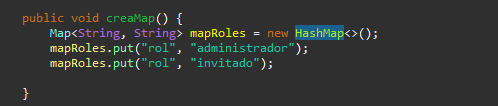 public void creaMap() {
Map<String, String> mapRoles = new HashMap<>();
mapRoles.put("rol", "administrador");
mapRoles.put("rol", "invitado");
}